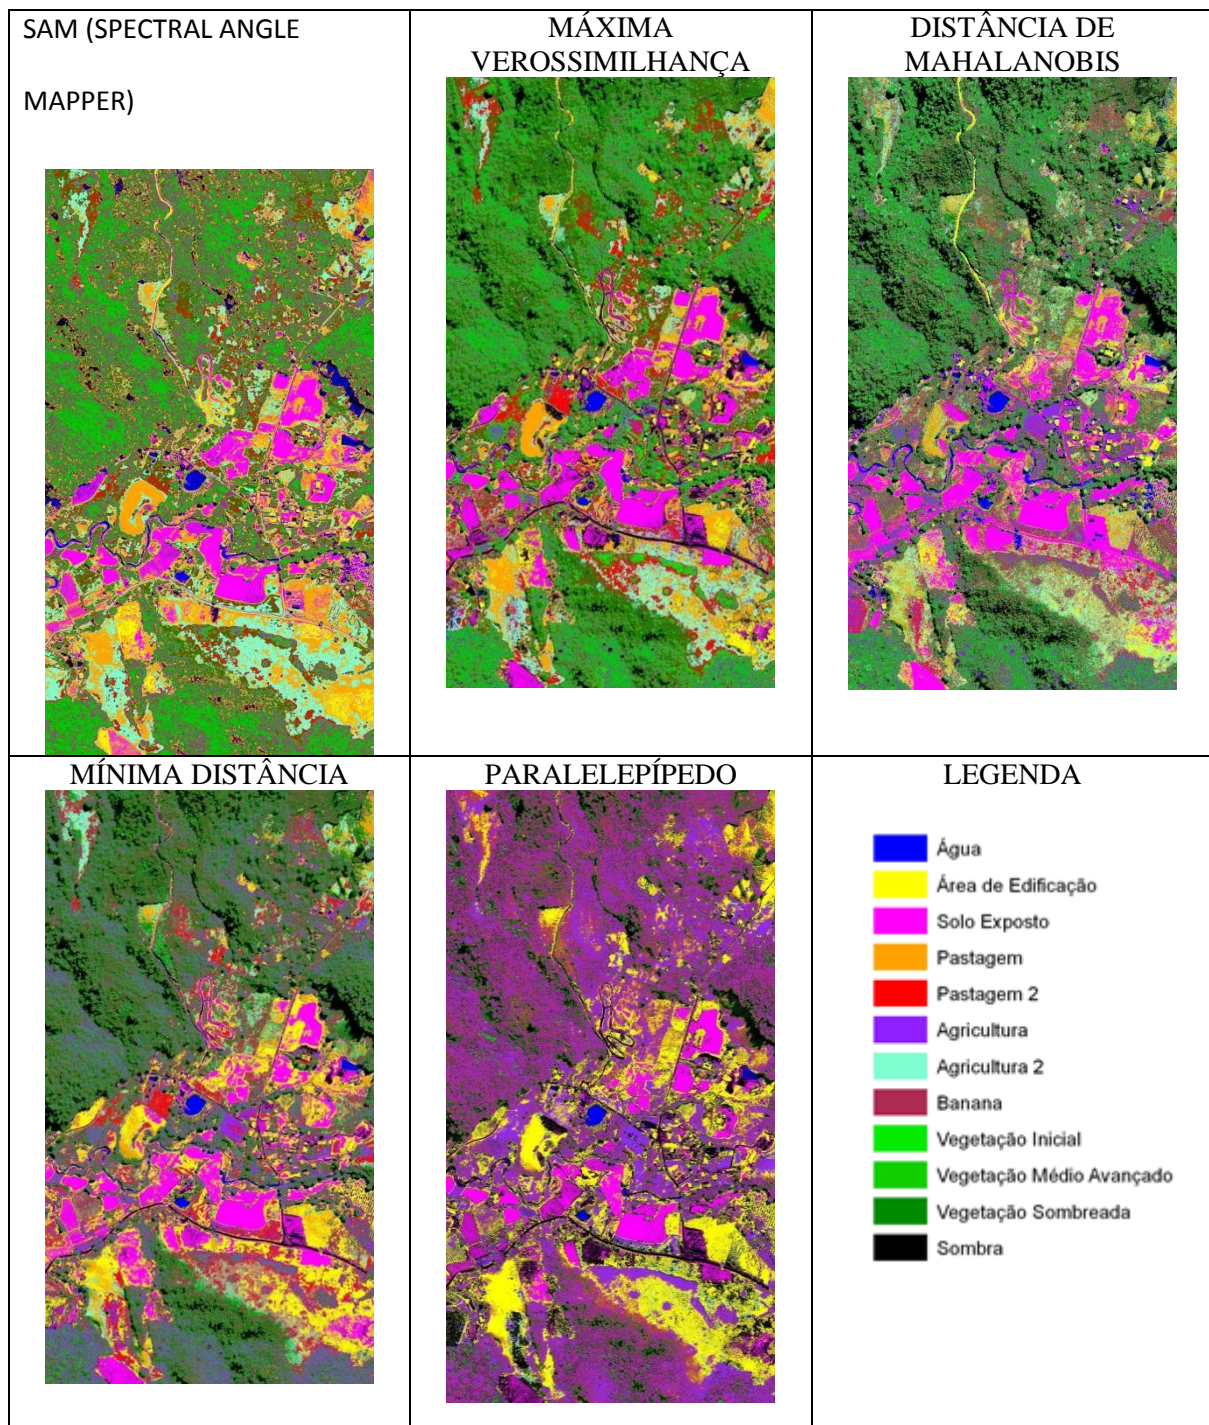 SAM (SPECTRAL ANGLE
MAPPER)
MÁXIMA
VEROSSIMILHANÇA
DISTÂNCIA DE
MAHALANOBIS
MÍNIMA DISTÂNCIA
PARALELEPÍPEDO
LEGENDA
Água
Área de Edificação
Solo Exposto
Pastagem
Pastagem 2
Agricultura
Agricultura 2
Banana
Vegetação Inicial
Vegetação Médio Avançado
Vegetação Sombreada
Sombra